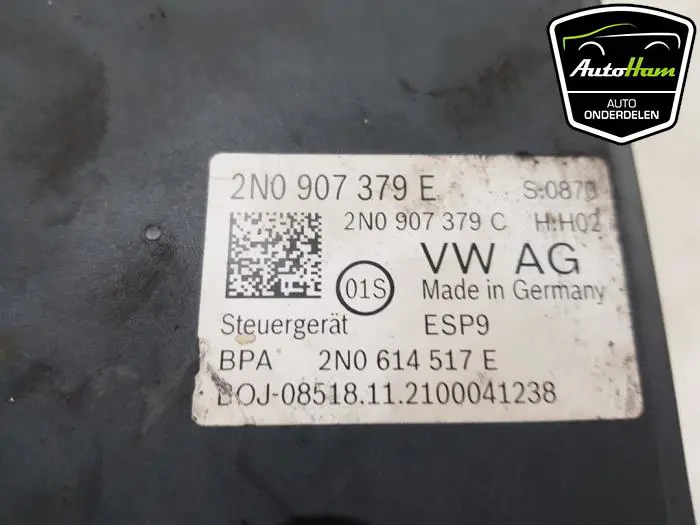 AutoHam
AUTO
ONDERDELEN
2N0 907 379 E S:0870
2N0 907 379 C H:H02
VW AG
01S Made in Germany
Steuergerät ESP9
BPA 2N0 614 517 E
BOJ-08518.11.2100041238